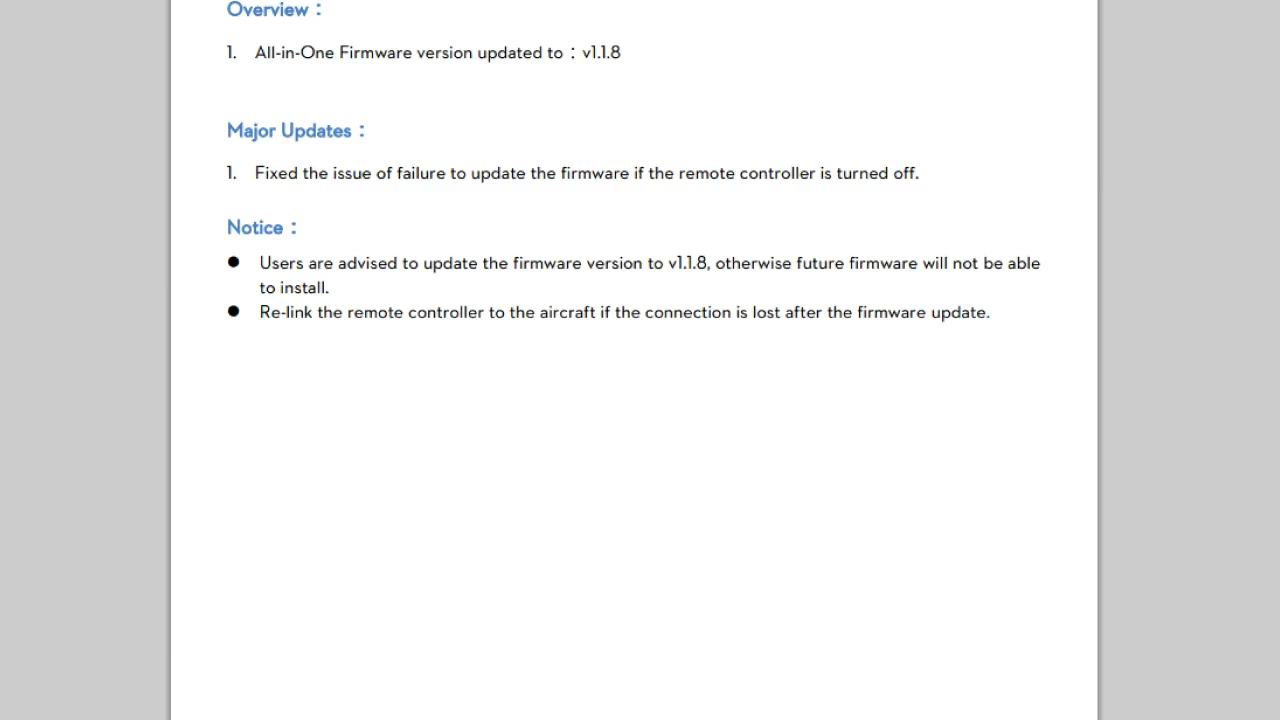 Overview：
1. All-in-One Firmware version updated to：v1.1.8
Major Updates：
1. Fixed the issue of failure to update the firmware if the remote controller is turned off.
Notice：
● Users are advised to update the firmware version to v1.1.8, otherwise future firmware will not be able
to install.
● Re-link the remote controller to the aircraft if the connection is lost after the firmware update.